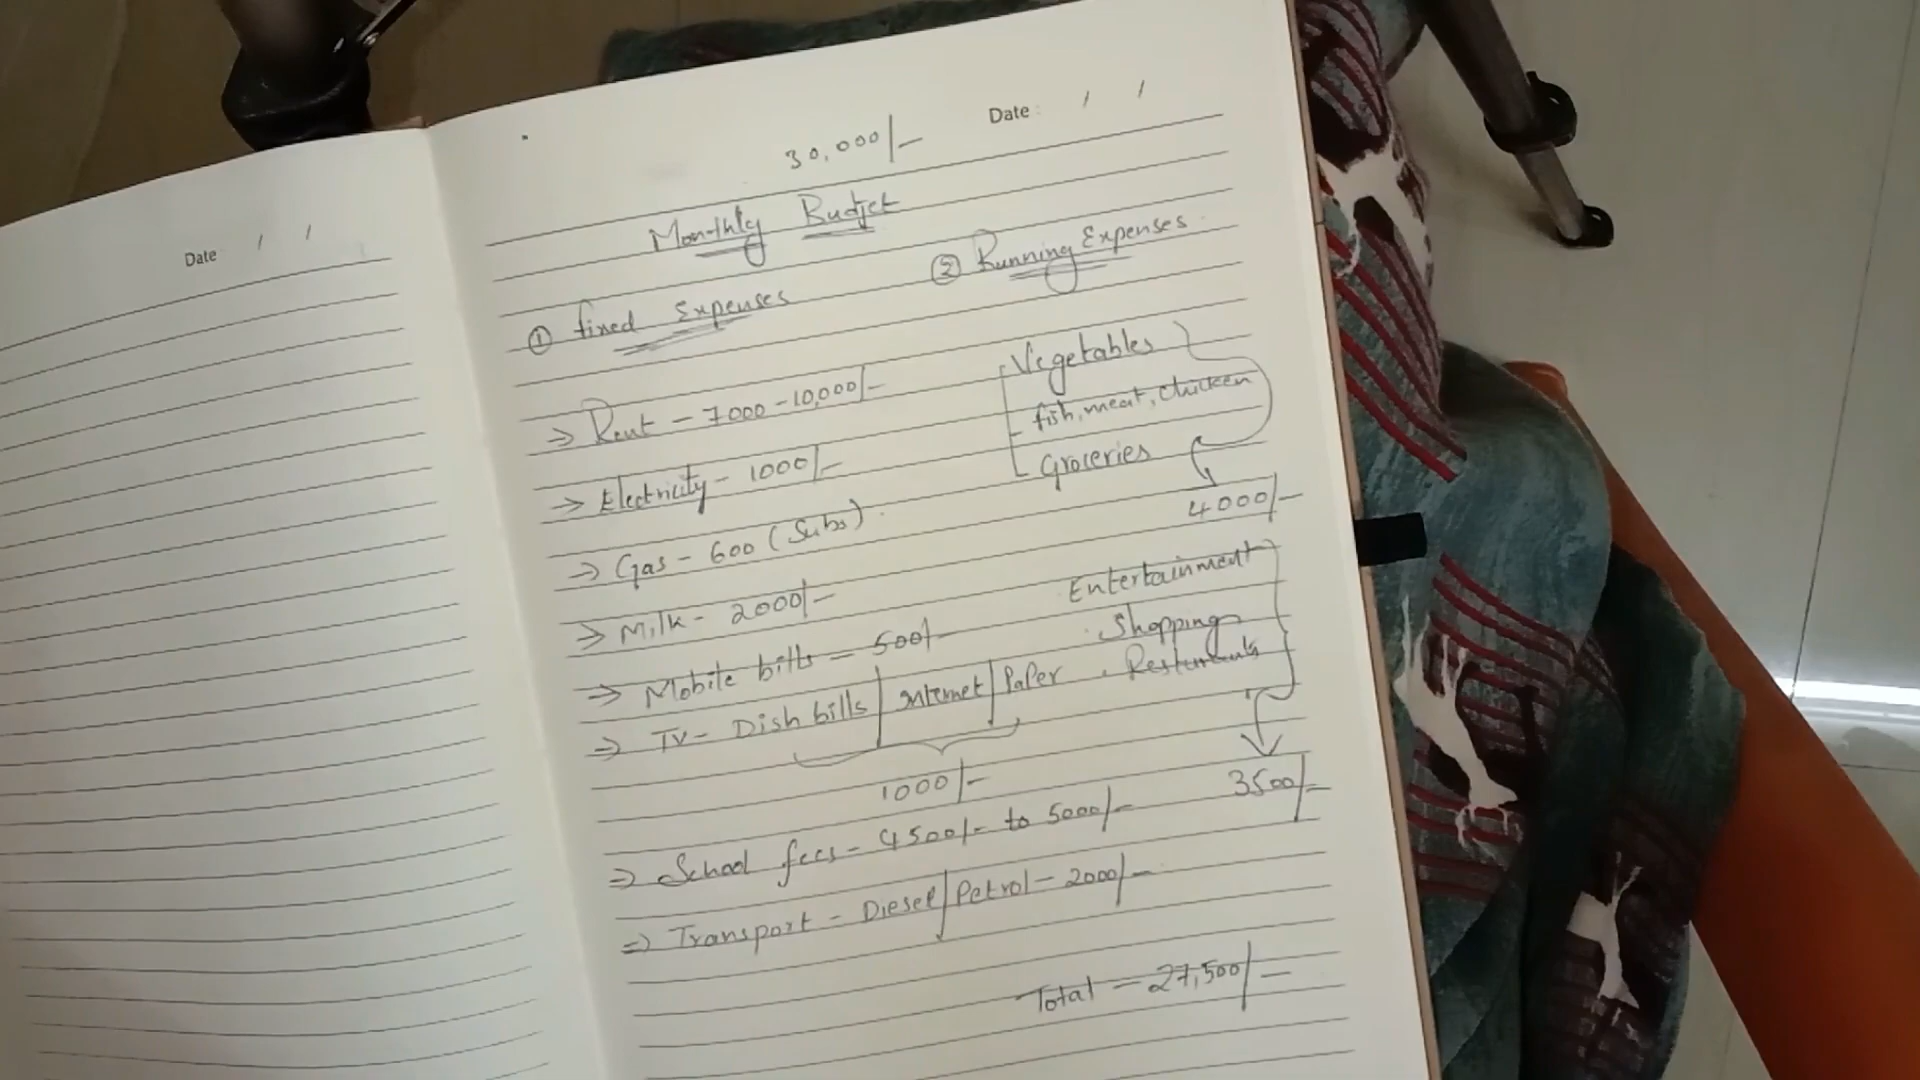 Date / /
Date: / /
30,000/-
Monthly Budjet
① fixed Expenses
② Running Expenses
⇒ Rent - 7000 - 10,000/-
⇒ Electricity - 1000/-
⇒ Gas - 600 (Subs)
⇒ Milk - 2000/-
⇒ Mobile bills - 500/-
⇒ TV - Dish bills / Internet / Paper
1000/-
⇒ School fees - 4500/- to 5000/-
⇒ Transport - Diesel / Petrol - 2000/-
Vegetables
fish, meat, chicken
Groceries
4000/-
Entertainment
Shopping
Resturants
3500/-
Total - 27,500/-